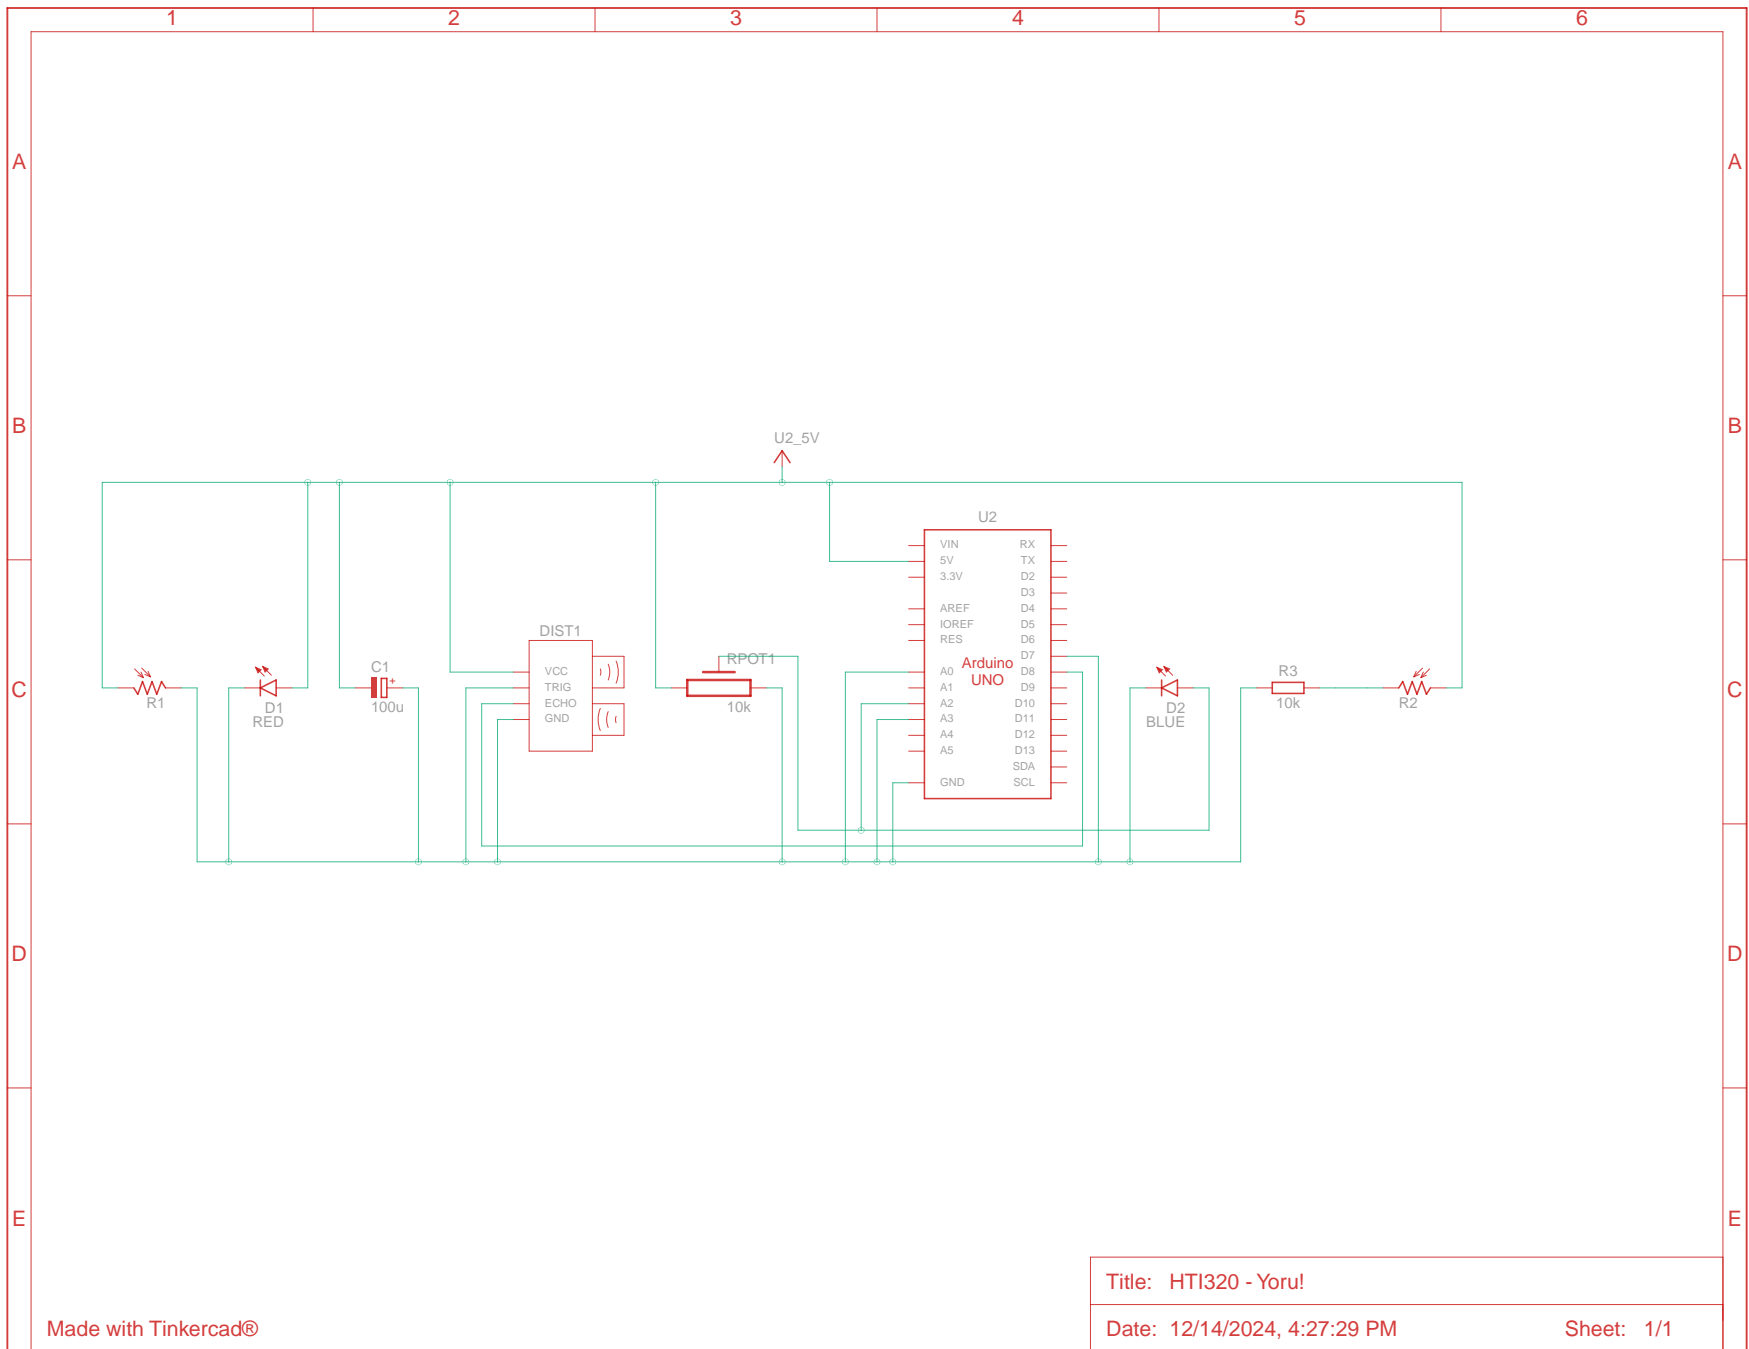 1 2 3 4 5 6
A A
B B
U2_5V
U2
VIN RX
5V TX
3.3V D2
D3
AREF D4
IOREF D5
RES D6
D7
A0 D8
A1 D9
A2 D10
A3 D11
A4 D12
A5 D13
SDA
GND SCL
Arduino
UNO
DIST1
VCC
TRIG
ECHO
GND
RPOT1
10k
C C
R1
D1
RED
C1
+
100u
D2
BLUE
R3
10k
R2
D D
E E
Title: HTI320 - Yoru!
Made with Tinkercad®
Date: 12/14/2024, 4:27:29 PM Sheet: 1/1